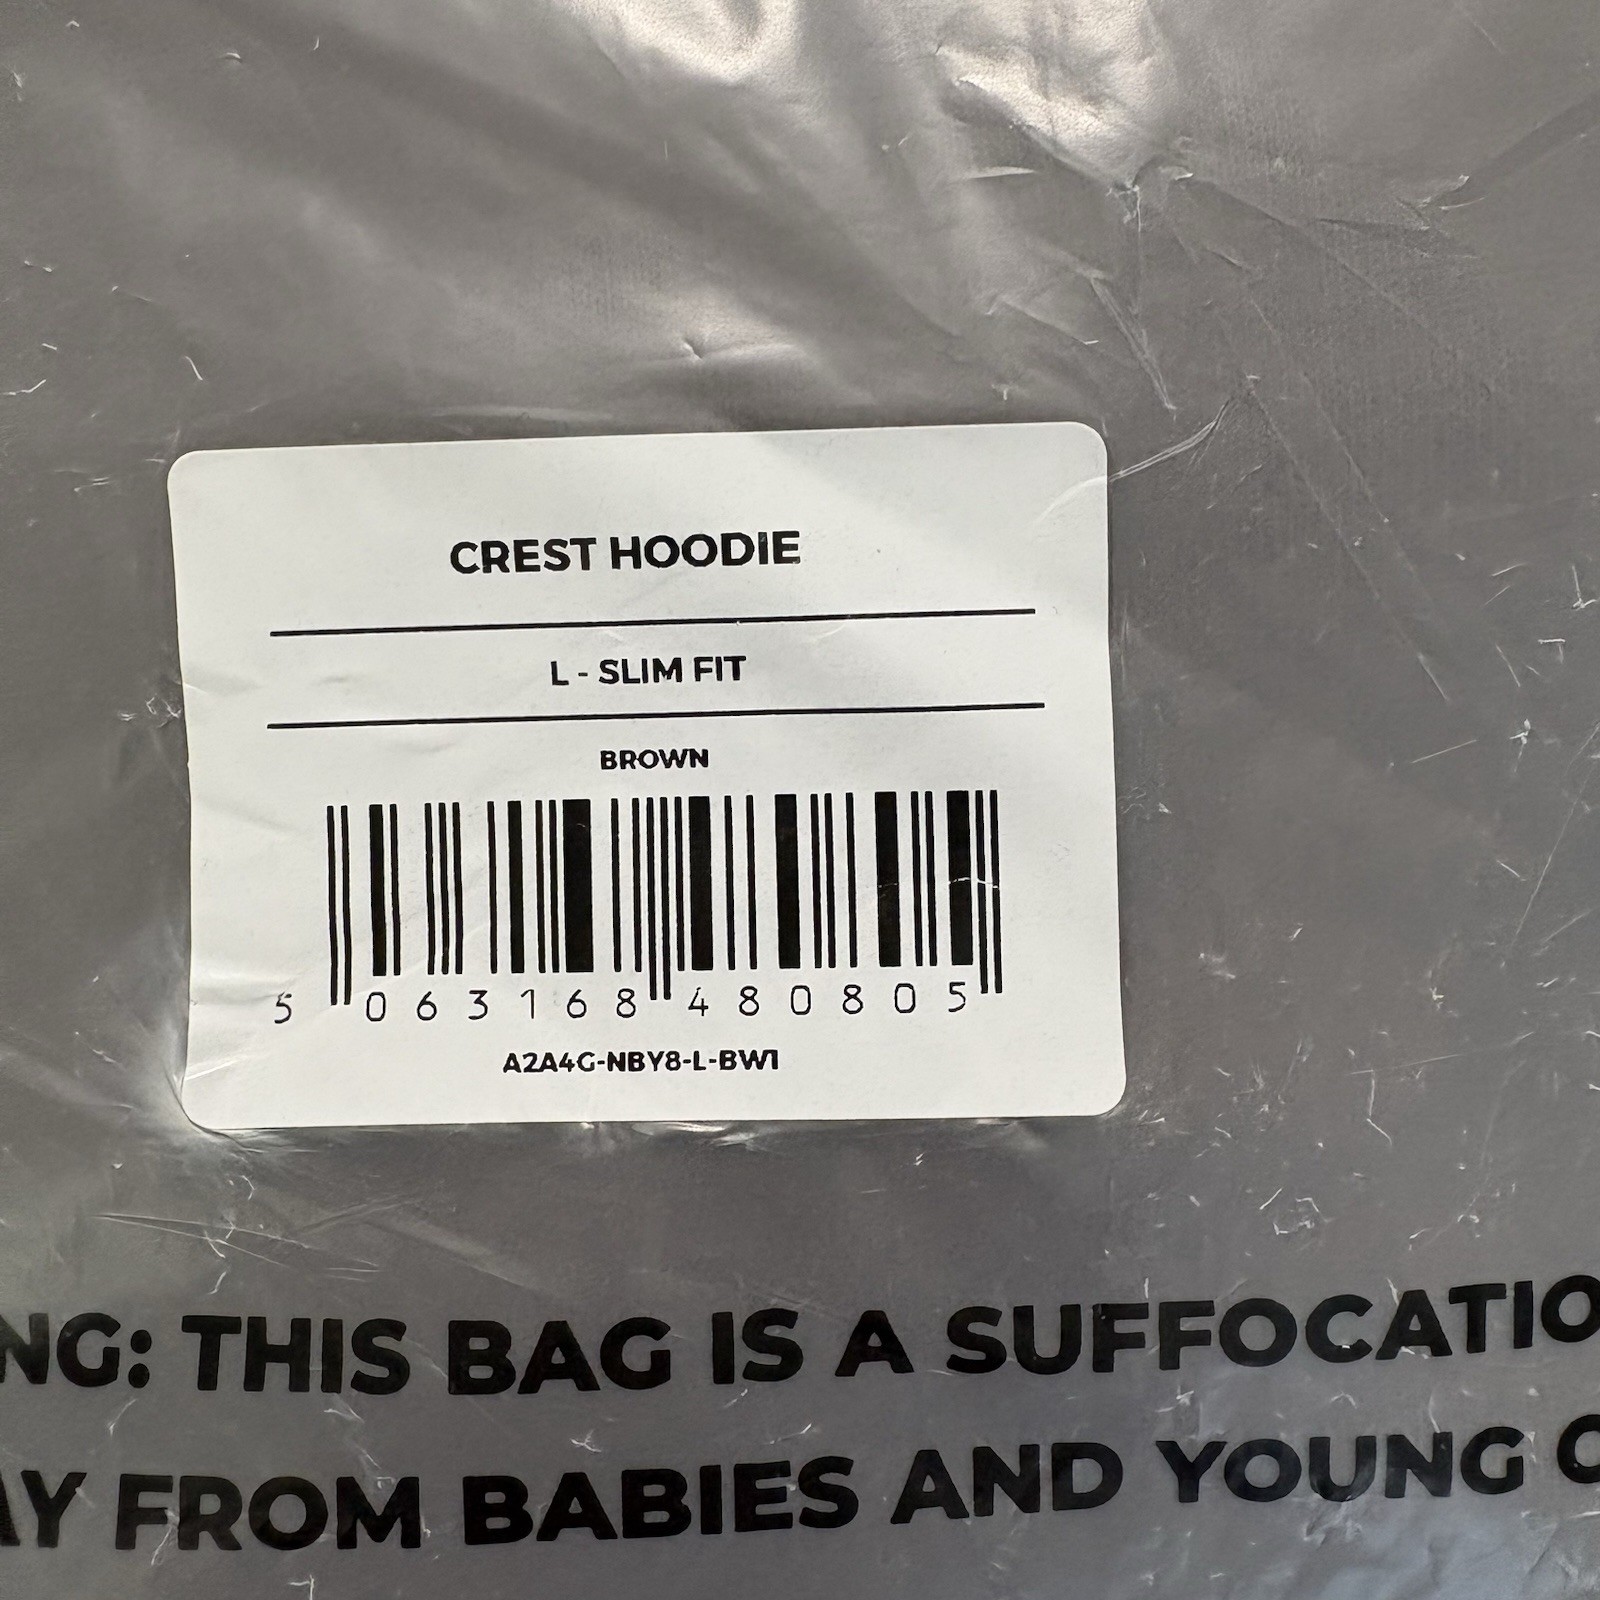 CREST HOODIE
L - SLIM FIT
BROWN
5 063168 480805
A2A4G-NBY8-L-BW1
NG: THIS BAG IS A SUFFOCATIO
AY FROM BABIES AND YOUNG C